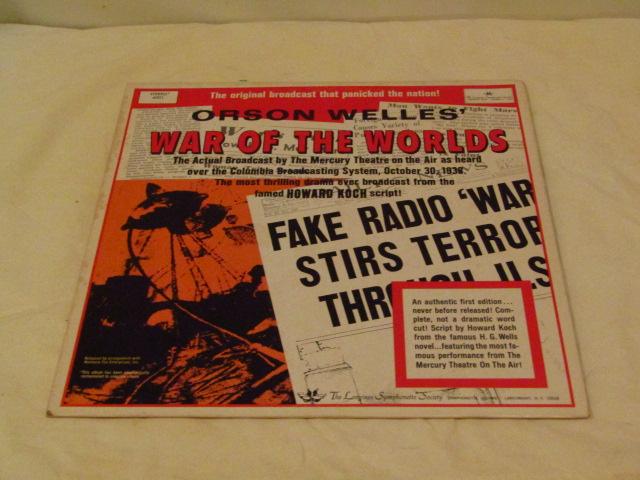 The original broadcast that panicked the nation!
ORSON WELLES'
WAR OF THE WORLDS
The Actual Broadcast by The Mercury Theatre on the Air as heard
over the Columbia Broadcasting System, October 30, 1938.
The most thrilling drama ever broadcast from the
famed HOWARD KOCH script!
FAKE RADIO 'WAR
STIRS TERROR
THROUGH U.S
An authentic first edition...
never before released! Com-
plete, not a dramatic word
cut! Script by Howard Koch
from the famous H. G. Wells
novel...featuring the most fa-
mous performance from The
Mercury Theatre On The Air!
The Longines Symphonette Society